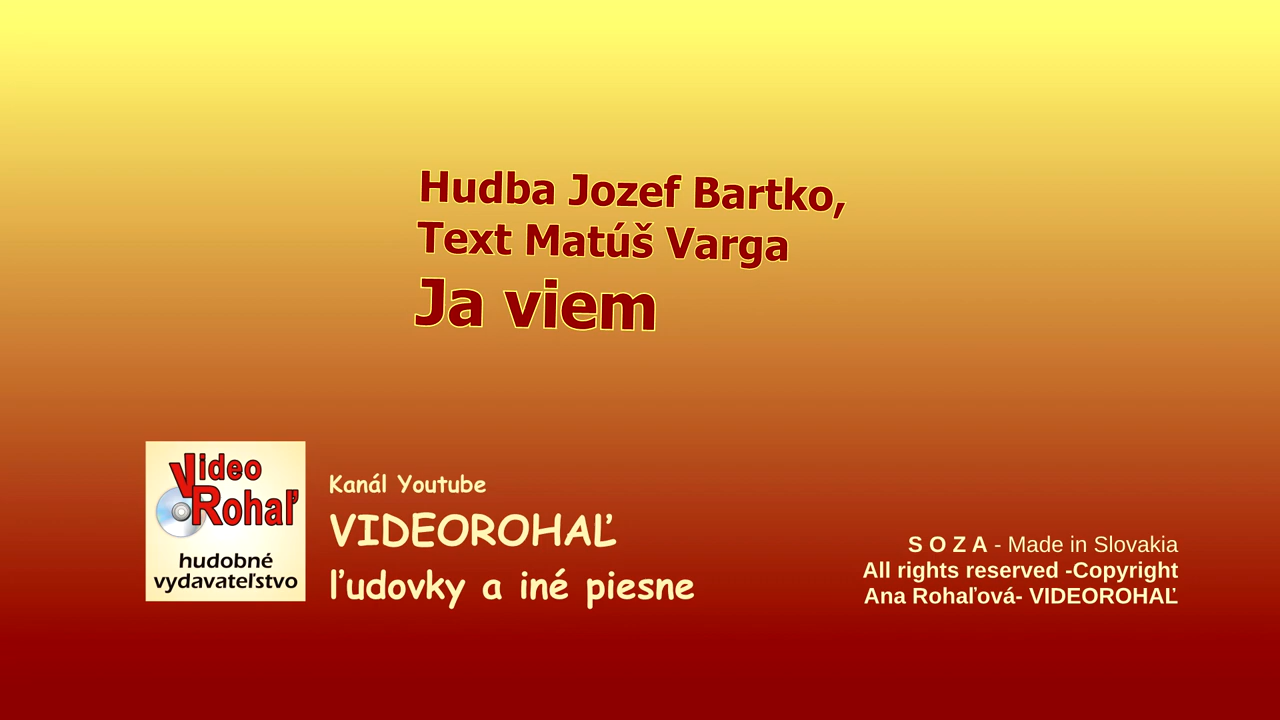 Hudba Jozef Bartko,
Text Matúš Varga
Ja viem
Video
Rohaľ
hudobné
vydavateľstvo
Kanál Youtube
VIDEOROHAĽ
ľudovky a iné piesne
S O Z A - Made in Slovakia
All rights reserved -Copyright
Ana Rohaľová- VIDEOROHAĽ